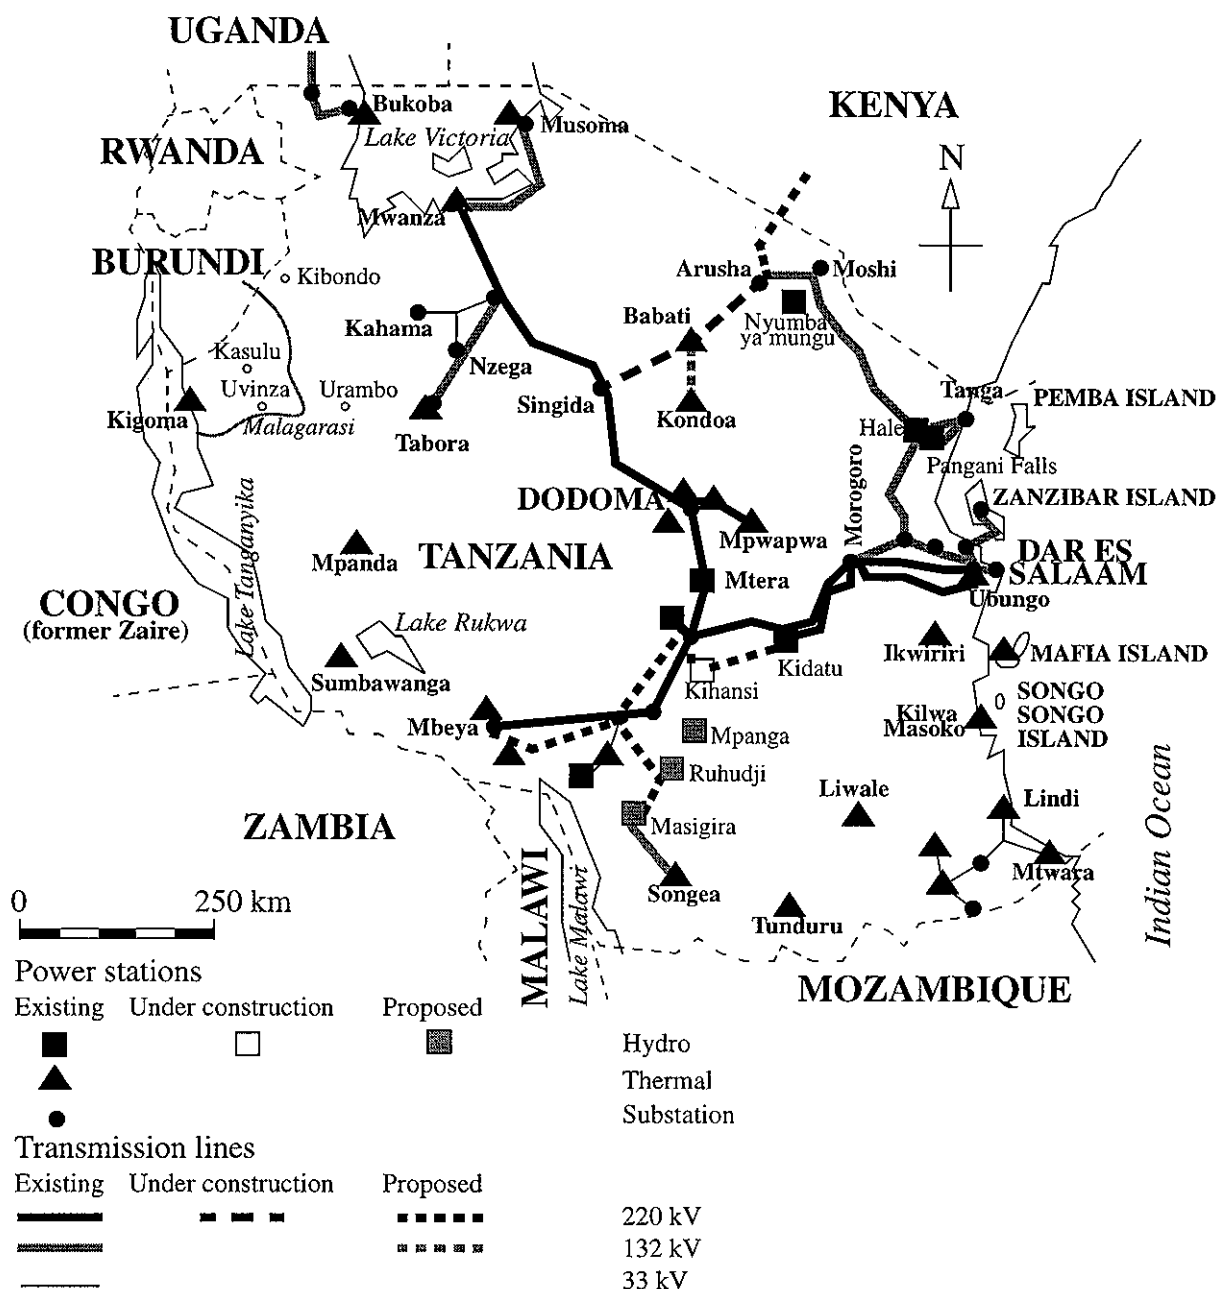 UGANDA
KENYA
Bukoba
Musoma
Lake Victoria
RWANDA
N
Mwanza
BURUNDI
Kibondo
Arusha
Moshi
Kahama
Babati
Nyumba
ya mungu
Kasulu
Nzega
Uvinza
Urambo
Singida
Tanga
PEMBA ISLAND
Kigoma
Malagarasi
Tabora
Kondoa
Hale
Pangani Falls
Morogoro
DODOMA
ZANZIBAR ISLAND
Mpwapwa
Mpanda
TANZANIA
Mtera
DAR ES
SALAAM
Ubungo
Lake Tanganyika
CONGO
(former Zaire)
Lake Rukwa
Kidatu
Ikwiriri
MAFIA ISLAND
Sumbawanga
Kihansi
SONGO
SONGO
ISLAND
Kilwa
Masoko
Mbeya
Mpanga
Ruhudji
Liwale
Lindi
Indian Ocean
ZAMBIA
Masigira
MALAWI
Lake Malawi
Songea
Mtwara
Tunduru
MOZAMBIQUE
0 250 km
Power stations
Existing Under construction Proposed
Hydro
Thermal
Substation
Transmission lines
Existing Under construction Proposed
220 kV
132 kV
33 kV